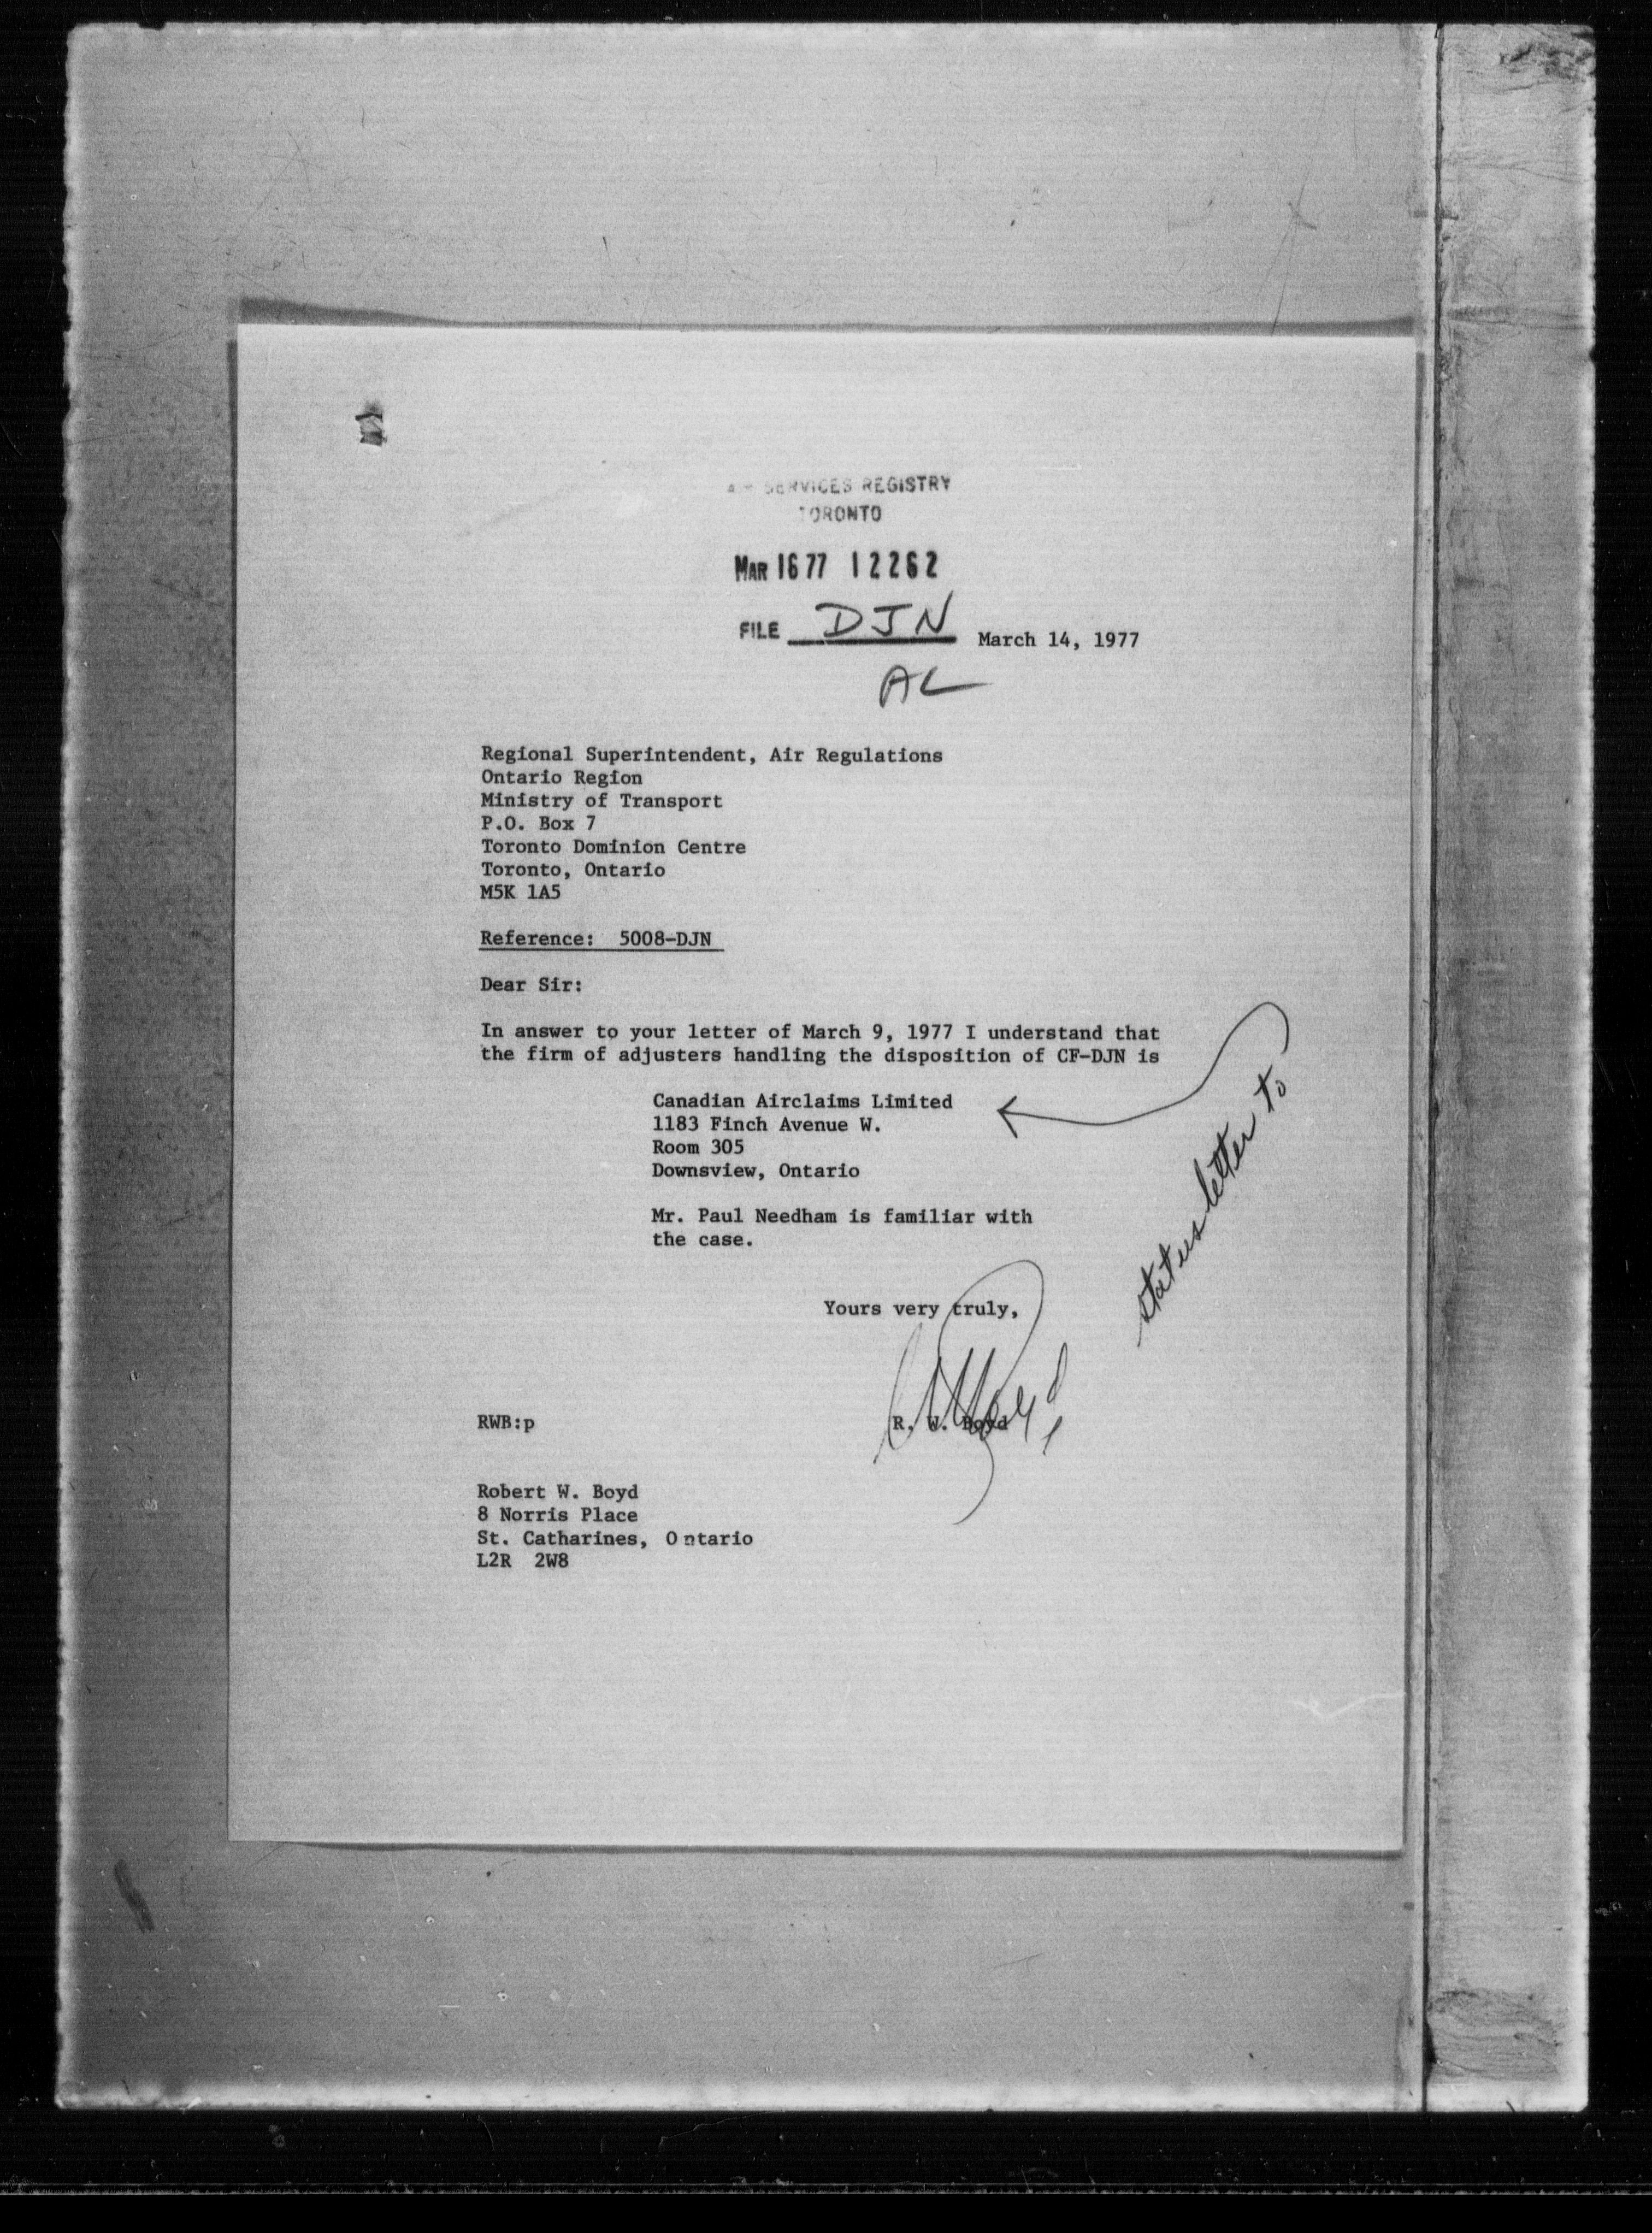 AIR SERVICES REGISTRY
TORONTO
MAR 16 77 12262
FILE DJN
March 14, 1977
AL
Regional Superintendent, Air Regulations
Ontario Region
Ministry of Transport
P.O. Box 7
Toronto Dominion Centre
Toronto, Ontario
M5K 1A5
Reference: 5008-DJN
Dear Sir:
In answer to your letter of March 9, 1977 I understand that
the firm of adjusters handling the disposition of CF-DJN is
Canadian Airclaims Limited
1183 Finch Avenue W.
Room 305
Downsview, Ontario
status letter to
Mr. Paul Needham is familiar with
the case.
Yours very truly,
RWB:p
R. W. Boyd
Robert W. Boyd
8 Norris Place
St. Catharines, Ontario
L2R 2W8